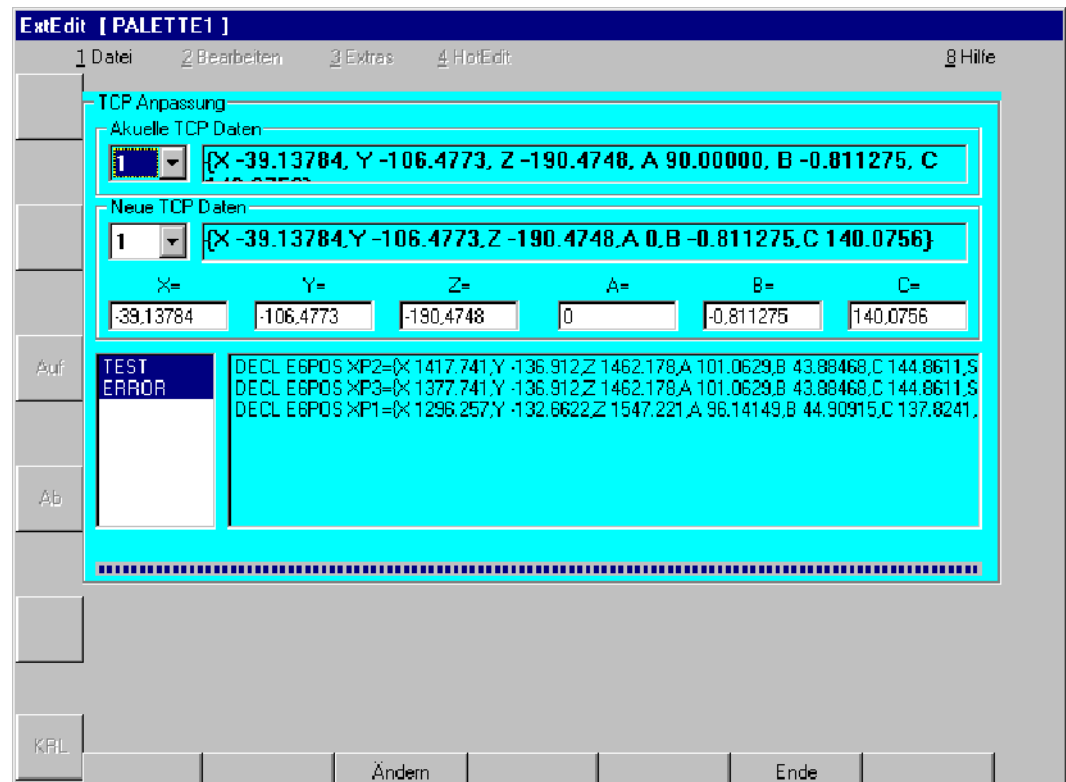 ExtEdit [ PALETTE1 ]
1 Datei 2 Bearbeiten 3 Extras 4 HotEdit 8 Hilfe
TCP Anpassung
Akuelle TCP Daten
1 {X -39.13784, Y -106.4773, Z -190.4748, A 90.00000, B -0.811275, C
Neue TCP Daten
1 {X -39.13784,Y -106.4773,Z -190.4748,A 0,B -0.811275,C 140.0756}
X= Y= Z= A= B= C=
-39,13784 -106,4773 -190,4748 0 -0,811275 140,0756
Auf
TEST DECL E6POS XP2={X 1417.741,Y -136.912,Z 1462.178,A 101.0629,B 43.88468,C 144.8611,S
ERROR DECL E6POS XP3={X 1377.741,Y -136.912,Z 1462.178,A 101.0629,B 43.88468,C 144.8611,S
DECL E6POS XP1={X 1296.257,Y -132.6622,Z 1547.221,A 96.14149,B 44.90915,C 137.8241,
Ab
KRL
Ändern Ende